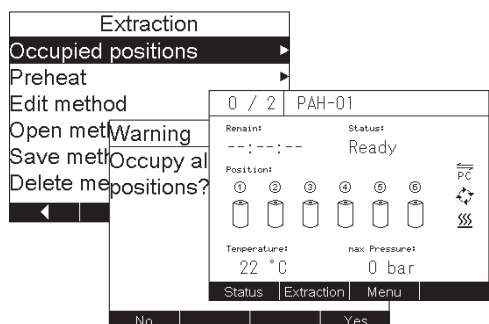 Extraction
Occupied positions
Preheat
Edit method
Open meth
Save meth
Delete me
Warning
Occupy al
positions?
No
Yes
0 / 2 PAH-01
Remain: Status:
--:--:-- Ready
Position:
① ② ③ ④ ⑤ ⑥
PC
Temperature: max Pressure:
22 °C 0 bar
Status Extraction Menu